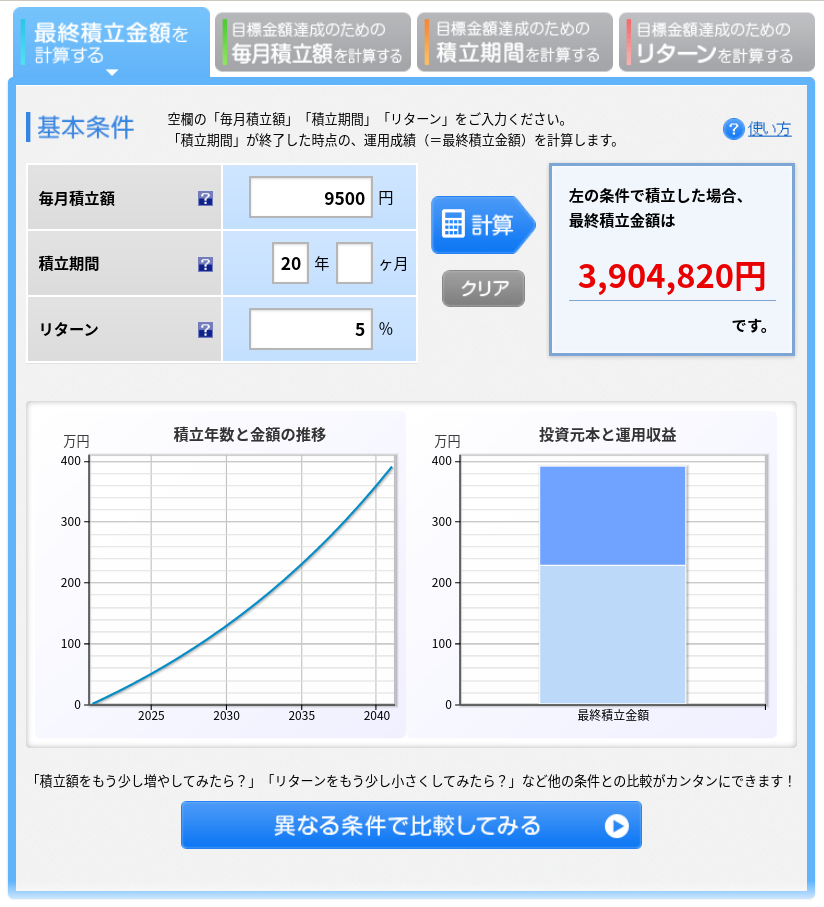 最終積立金額を
計算する
目標金額達成のための
毎月積立額を計算する
目標金額達成のための
積立期間を計算する
目標金額達成のための
リターンを計算する
基本条件
空欄の「毎月積立額」「積立期間」「リターン」をご入力ください。
「積立期間」が終了した時点の、運用成績（＝最終積立金額）を計算します。
? 使い方
毎月積立額 ? 9500 円
積立期間 ? 20 年 ヶ月
リターン ? 5 %
計算
クリア
左の条件で積立した場合、
最終積立金額は
3,904,820円
です。
積立年数と金額の推移
万円
400
300
200
100
0
2025 2030 2035 2040
投資元本と運用収益
万円
400
300
200
100
0
最終積立金額
「積立額をもう少し増やしてみたら？」「リターンをもう少し小さくしてみたら？」など他の条件との比較がカンタンにできます！
異なる条件で比較してみる